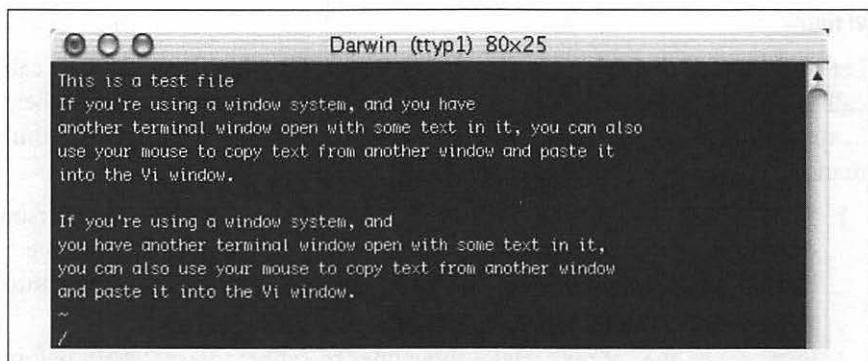 Darwin (ttyp1) 80x25
This is a test file
If you're using a window system, and you have
another terminal window open with some text in it, you can also
use your mouse to copy text from another window and paste it
into the Vi window.
If you're using a window system, and
you have another terminal window open with some text in it,
you can also use your mouse to copy text from another window
and paste it into the Vi window.
~
/